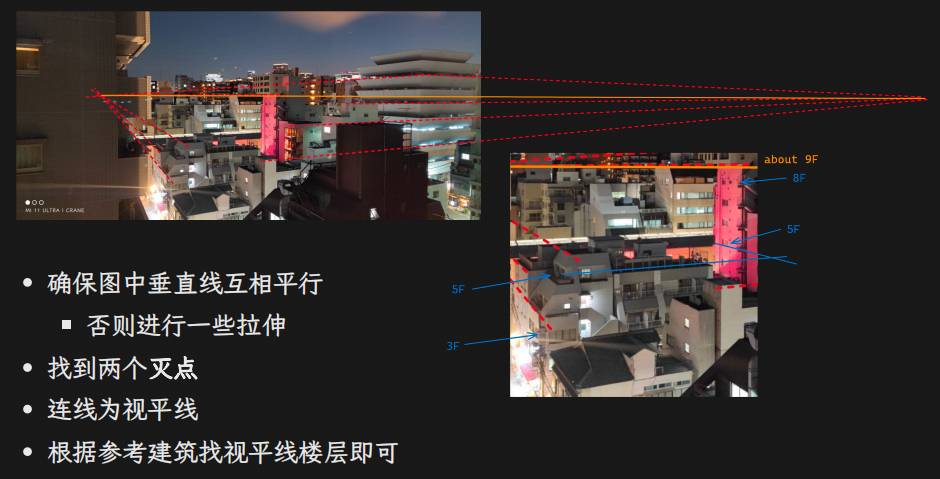 MI 11 ULTRA | CRANE
about 9F
8F
5F
5F
3F
确保图中垂直线互相平行
否则进行一些拉伸
找到两个灭点
连线为视平线
根据参考建筑找视平线楼层即可